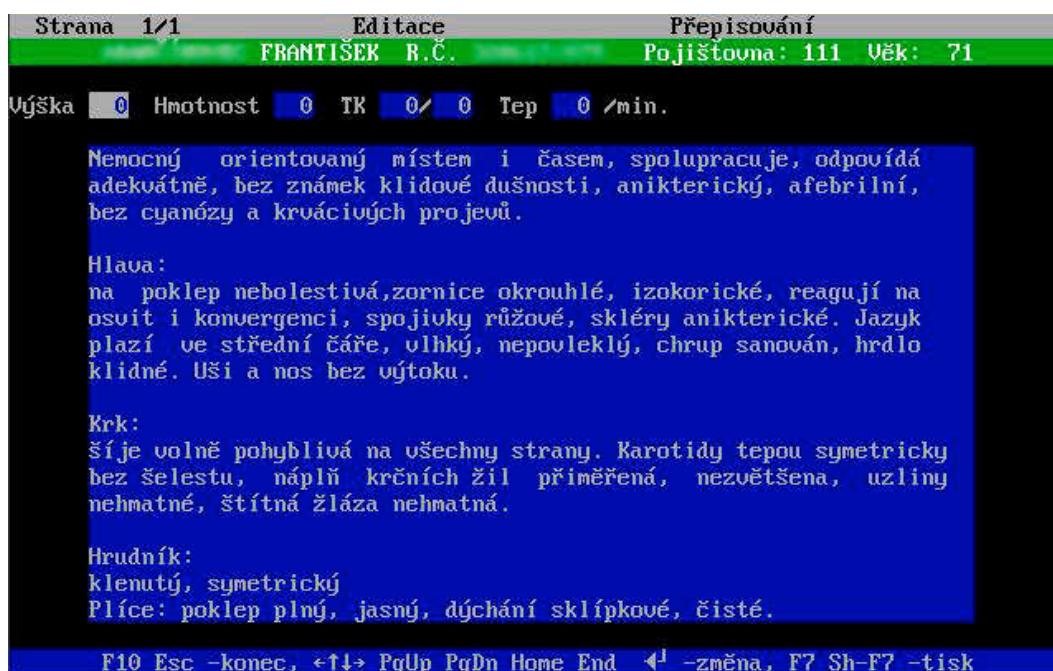 Strana 1/1 Editace Přepisování
FRANTIŠEK R.Č. Pojišťovna: 111 Věk: 71
Výška 0 Hmotnost 0 TK 0/ 0 Tep 0 /min.
Nemocný orientovaný místem i časem, spolupracuje, odpovídá
adekvátně, bez známek klidové dušnosti, anikterický, afebrilní,
bez cyanózy a krvácivých projevů.
Hlava:
na poklep nebolestivá,zornice okrouhlé, izokorické, reagují na
osvit i konvergenci, spojivky růžové, skléry anikterické. Jazyk
plazí ve střední čáře, vlhký, nepovleklý, chrup sanován, hrdlo
klidné. Uši a nos bez výtoku.
Krk:
šíje volně pohyblivá na všechny strany. Karotidy tepou symetricky
bez šelestu, náplň krčních žil přiměřená, nezvětšena, uzliny
nehmatné, štítná žláza nehmatná.
Hrudník:
klenutý, symetrický
Plíce: poklep plný, jasný, dýchání sklípkové, čisté.
F10 Esc -konec, ←↑↓→ PgUp PgDn Home End ↵ -změna, F7 Sh-F7 -tisk